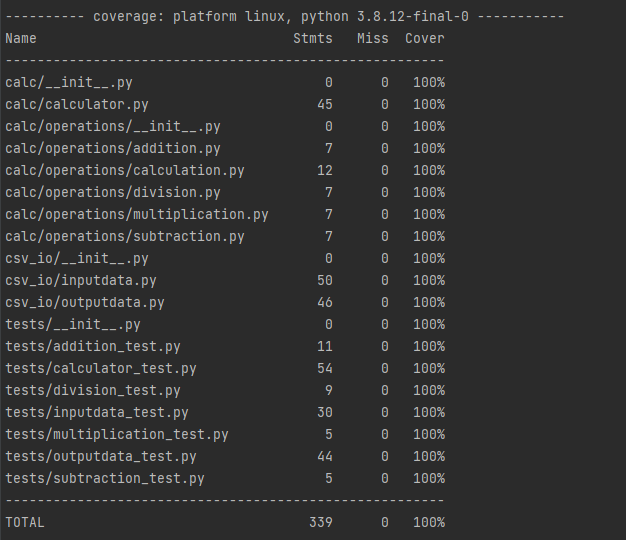 ---------- coverage: platform linux, python 3.8.12-final-0 -----------
Name                                Stmts   Miss  Cover
-------------------------------------------------------
calc/__init__.py                        0      0   100%
calc/calculator.py                     45      0   100%
calc/operations/__init__.py             0      0   100%
calc/operations/addition.py             7      0   100%
calc/operations/calculation.py         12      0   100%
calc/operations/division.py             7      0   100%
calc/operations/multiplication.py       7      0   100%
calc/operations/subtraction.py          7      0   100%
csv_io/__init__.py                      0      0   100%
csv_io/inputdata.py                    50      0   100%
csv_io/outputdata.py                   46      0   100%
tests/__init__.py                       0      0   100%
tests/addition_test.py                 11      0   100%
tests/calculator_test.py               54      0   100%
tests/division_test.py                  9      0   100%
tests/inputdata_test.py                30      0   100%
tests/multiplication_test.py            5      0   100%
tests/outputdata_test.py               44      0   100%
tests/subtraction_test.py               5      0   100%
-------------------------------------------------------
TOTAL                                 339      0   100%